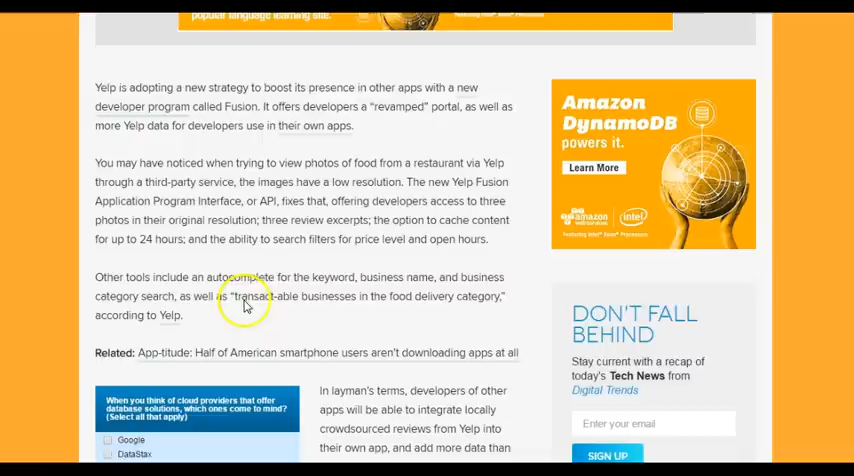 popular language learning site.
Yelp is adopting a new strategy to boost its presence in other apps with a new
developer program called Fusion. It offers developers a “revamped” portal, as well as
more Yelp data for developers use in their own apps.
You may have noticed when trying to view photos of food from a restaurant via Yelp
through a third-party service, the images have a low resolution. The new Yelp Fusion
Application Program Interface, or API, fixes that, offering developers access to three
photos in their original resolution; three review excerpts; the option to cache content
for up to 24 hours; and the ability to search filters for price level and open hours.
Other tools include an autocomplete for the keyword, business name, and business
category search, as well as “transact-able businesses in the food delivery category,”
according to Yelp.
Related: App-titude: Half of American smartphone users aren’t downloading apps at all
When you think of cloud providers that offer
database solutions, which ones come to mind?
(Select all that apply)
Google
DataStax
In layman’s terms, developers of other
apps will be able to integrate locally
crowdsourced reviews from Yelp into
their own app, and add more data than
Amazon
DynamoDB
powers it.
Learn More
amazon
webservices
intel
Featuring Intel® Xeon® Processors
DON’T FALL
BEHIND
Stay current with a recap of
today’s Tech News from
Digital Trends
Enter your email
SIGN UP